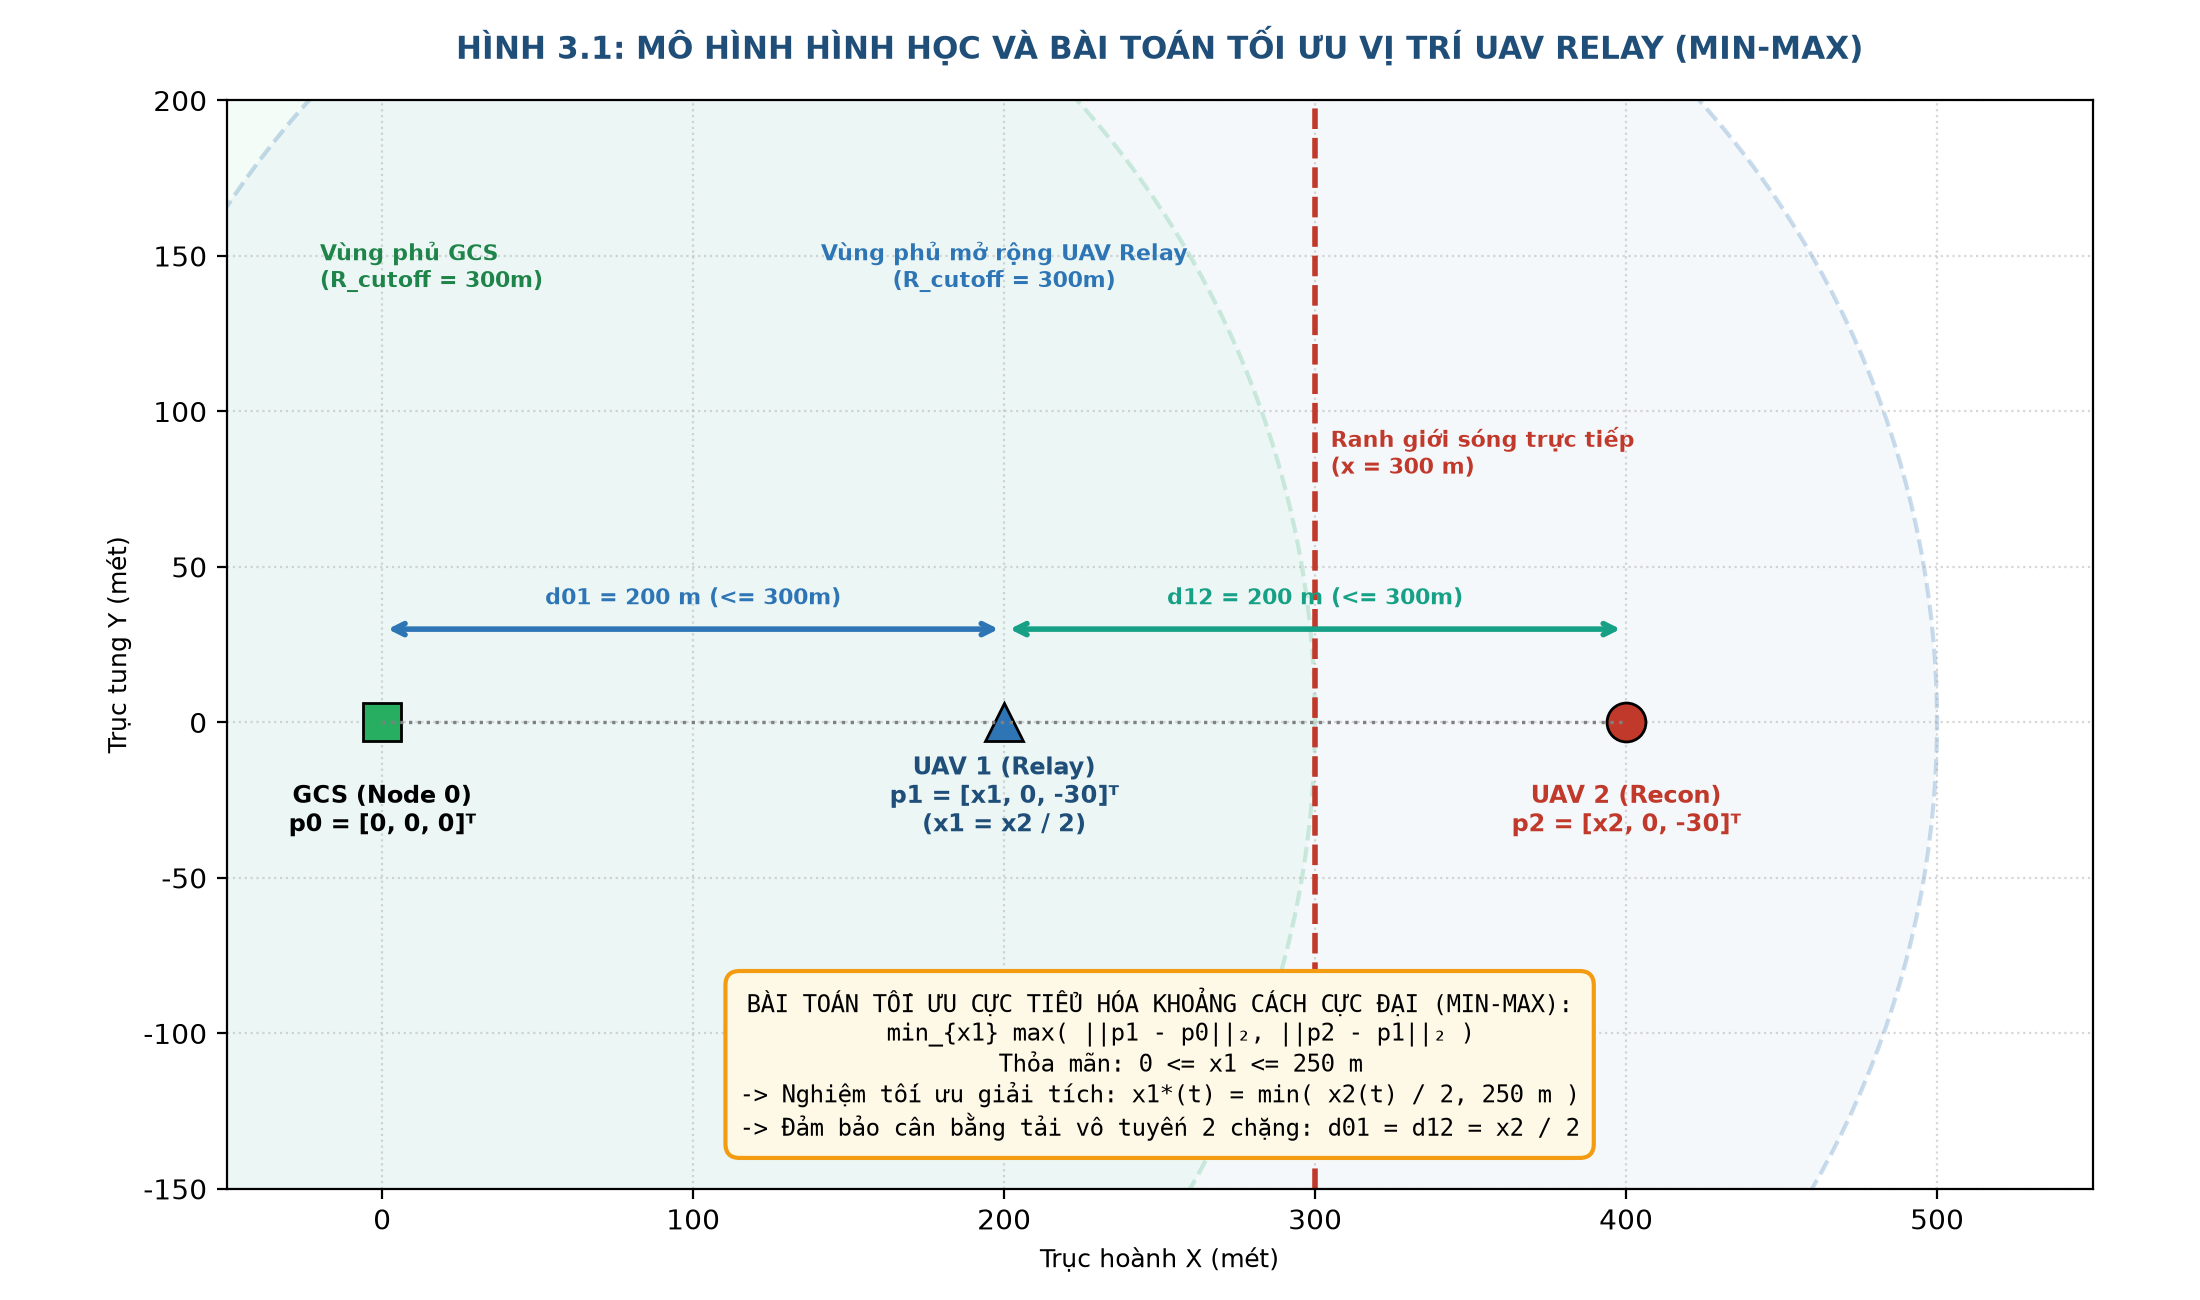 HÌNH 3.1: MÔ HÌNH HÌNH HỌC VÀ BÀI TOÁN TỐI ƯU VỊ TRÍ UAV RELAY (MIN-MAX)
200
150
100
50
0
-50
-100
-150
Trục tung Y (mét)
Vùng phủ GCS
(R_cutoff = 300m)
Vùng phủ mở rộng UAV Relay
(R_cutoff = 300m)
Ranh giới sóng trực tiếp
(x = 300 m)
d01 = 200 m (<= 300m)
d12 = 200 m (<= 300m)
GCS (Node 0)
p0 = [0, 0, 0]ᵀ
UAV 1 (Relay)
p1 = [x1, 0, -30]ᵀ
(x1 = x2 / 2)
UAV 2 (Recon)
p2 = [x2, 0, -30]ᵀ
BÀI TOÁN TỐI ƯU CỰC TIỂU HÓA KHOẢNG CÁCH CỰC ĐẠI (MIN-MAX):
min_{x1} max( ||p1 - p0||₂, ||p2 - p1||₂ )
Thỏa mãn: 0 <= x1 <= 250 m
-> Nghiệm tối ưu giải tích: x1*(t) = min( x2(t) / 2, 250 m )
-> Đảm bảo cân bằng tải vô tuyến 2 chặng: d01 = d12 = x2 / 2
0
100
200
300
400
500
Trục hoành X (mét)